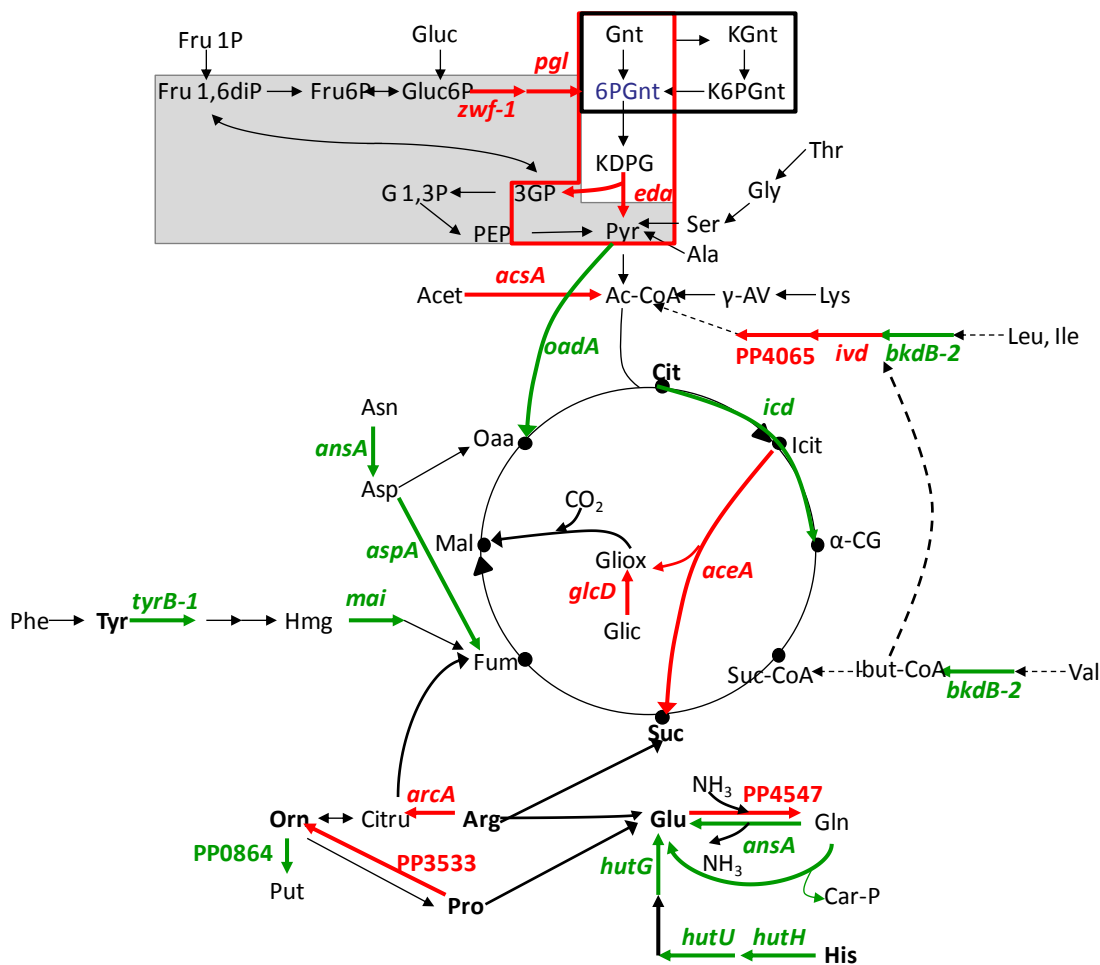 Fru 1P
Gluc
Gnt
KGnt
pgl
Fru 1,6diP
Fru6P
Gluc6P
zwf-1
6PGnt
K6PGnt
KDPG
Thr
G 1,3P
3GP
eda
Gly
PEP
Pyr
Ser
Ala
Acet
acsA
Ac-CoA
γ-AV
Lys
oadA
PP4065
ivd
bkdB-2
Leu, Ile
Cit
icd
Asn
ansA
Oaa
Icit
Asp
CO2
Mal
α-CG
aspA
Gliox
aceA
glcD
Glic
Phe
Tyr
tyrB-1
Hmg
mai
Fum
Suc-CoA
Ibut-CoA
bkdB-2
Val
Suc
NH3
PP4547
Orn
Citru
arcA
Arg
Glu
Gln
ansA
PP0864
PP3533
hutG
NH3
Put
Pro
Car-P
hutU
hutH
His